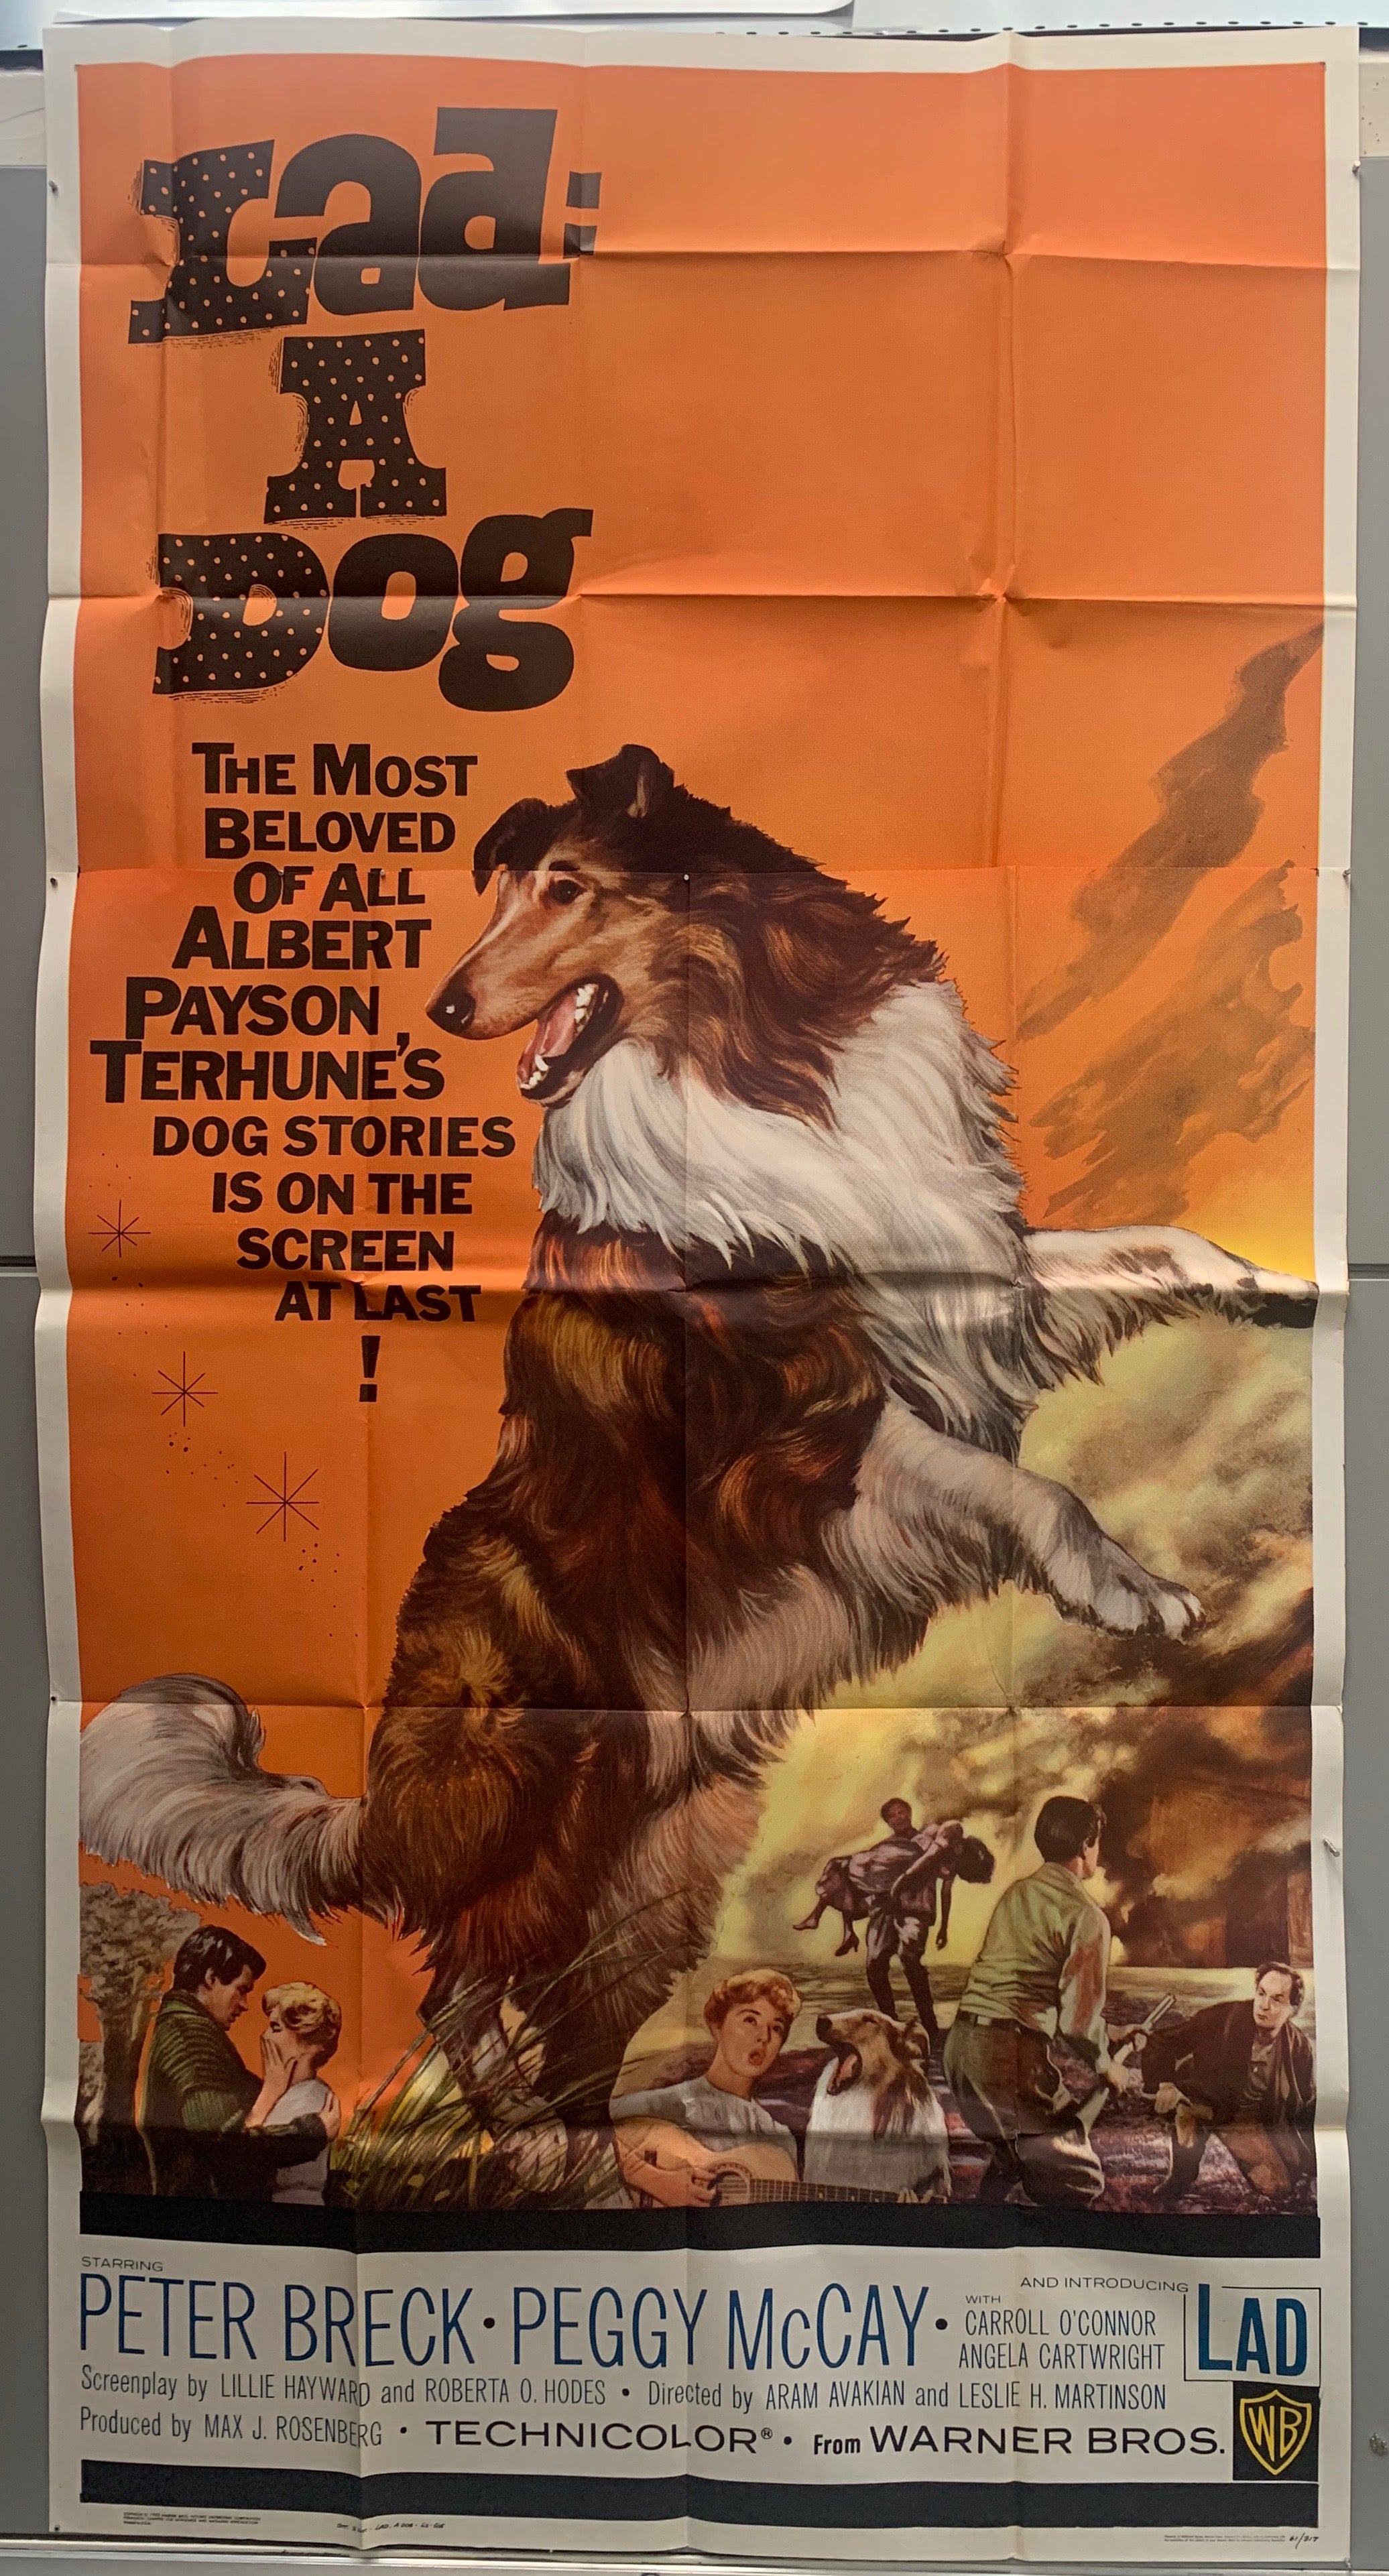 Lad:
A
Dog
THE MOST
BELOVED
OF ALL
ALBERT
PAYSON
TERHUNE'S
DOG STORIES
IS ON THE
SCREEN
AT LAST
!
STARRING
PETER BRECK • PEGGY McCAY •
WITH
CARROLL O'CONNOR
ANGELA CARTWRIGHT
AND INTRODUCING
LAD
Screenplay by LILLIE HAYWARD and ROBERTA O. HODES • Directed by ARAM AVAKIAN and LESLIE H. MARTINSON
Produced by MAX J. ROSENBERG • TECHNICOLOR® • From WARNER BROS.
WB
61/217